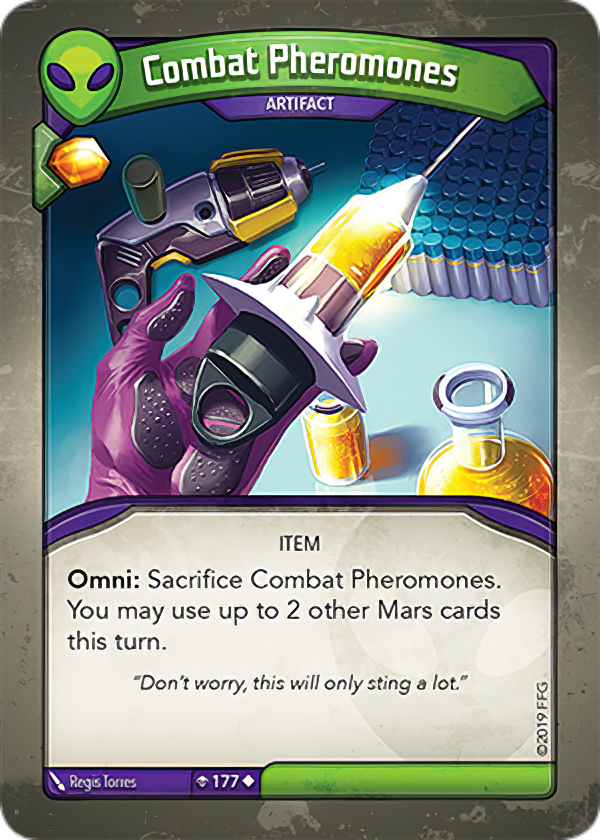 Combat Pheromones
ARTIFACT
ITEM
Omni: Sacrifice Combat Pheromones.
You may use up to 2 other Mars cards
this turn.
“Don’t worry, this will only sting a lot.”
©2019 FFG
Regis Torres
177